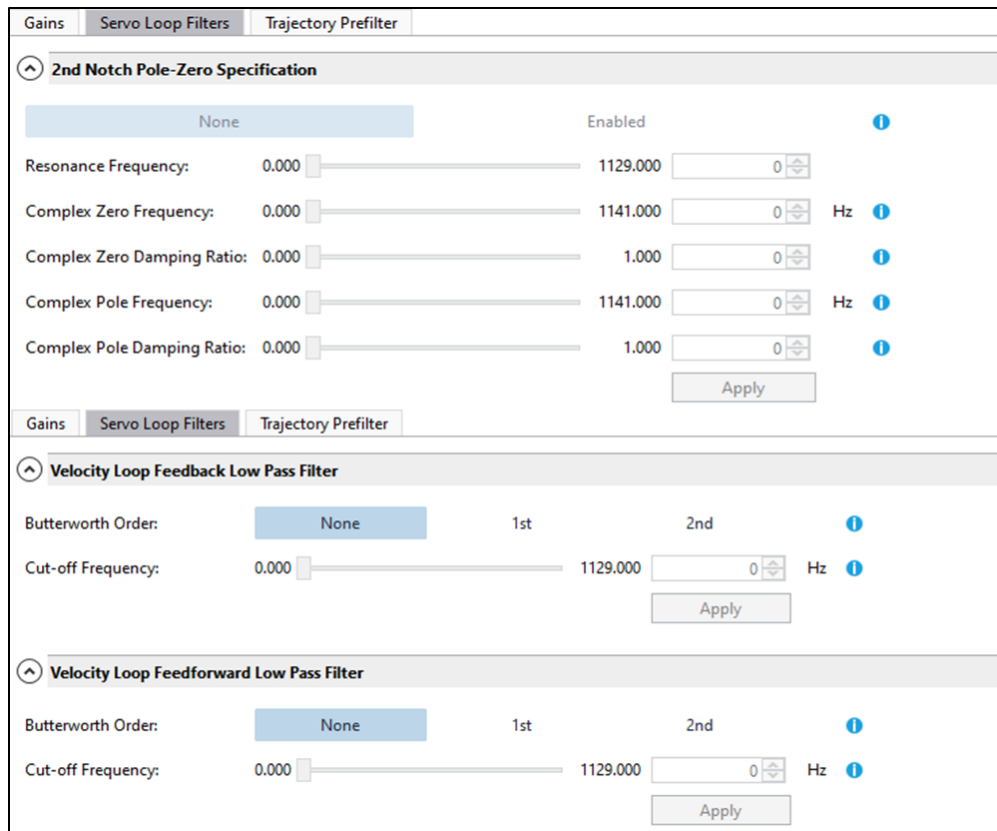 Gains Servo Loop Filters Trajectory Prefilter
2nd Notch Pole-Zero Specification
None Enabled
Resonance Frequency: 0.000 1129.000 0
Complex Zero Frequency: 0.000 1141.000 0 Hz
Complex Zero Damping Ratio: 0.000 1.000 0
Complex Pole Frequency: 0.000 1141.000 0 Hz
Complex Pole Damping Ratio: 0.000 1.000 0
Apply
Gains Servo Loop Filters Trajectory Prefilter
Velocity Loop Feedback Low Pass Filter
Butterworth Order: None 1st 2nd
Cut-off Frequency: 0.000 1129.000 0 Hz
Apply
Velocity Loop Feedforward Low Pass Filter
Butterworth Order: None 1st 2nd
Cut-off Frequency: 0.000 1129.000 0 Hz
Apply